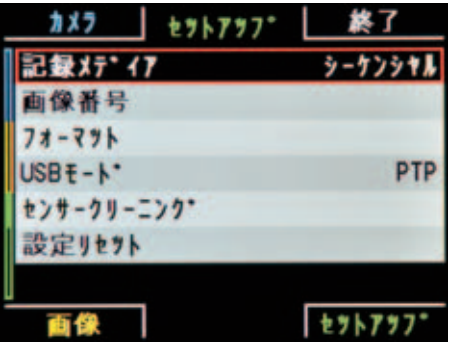 カメラ セットアップ 終了
記録メディア シーケンシャル
画像番号
フォーマット
USBモード PTP
センサークリーニング
設定リセット
画像 セットアップ